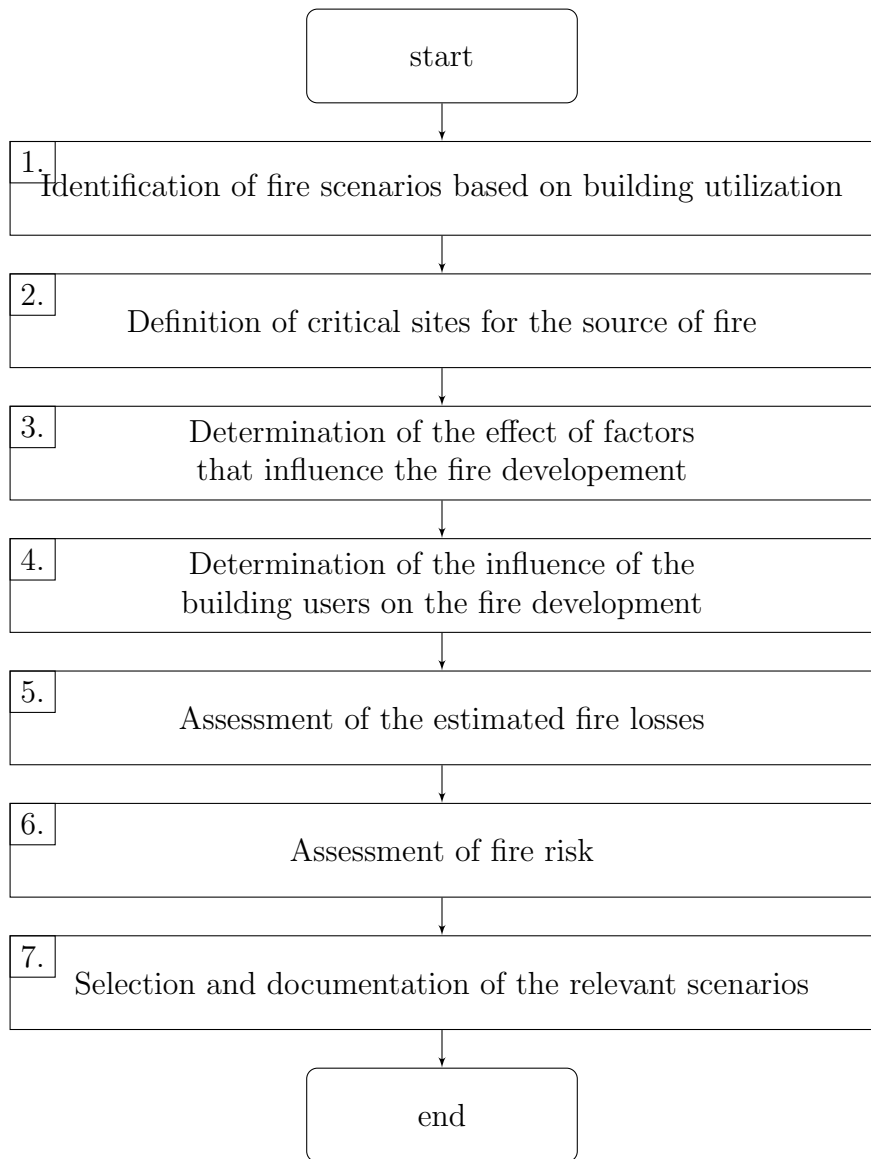 start
1.
Identification of fire scenarios based on building utilization
2.
Definition of critical sites for the source of fire
3.
Determination of the effect of factors
that influence the fire developement
4.
Determination of the influence of the
building users on the fire development
5.
Assessment of the estimated fire losses
6.
Assessment of fire risk
7.
Selection and documentation of the relevant scenarios
end